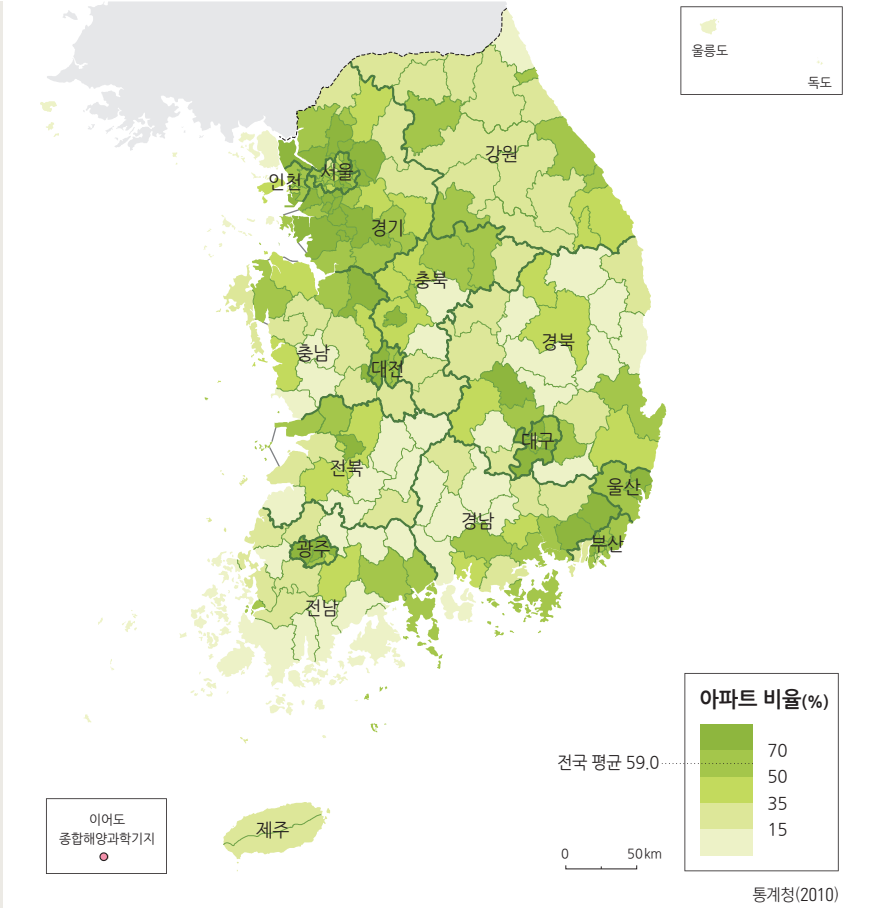 울릉도
독도
강원
서울
인천
경기
충북
충남
경북
대전
대구
전북
울산
경남
부산
광주
전남
제주
아파트 비율(%)
70
전국 평균 59.0
50
35
15
이어도
종합해양과학기지
0 50km
통계청(2010)